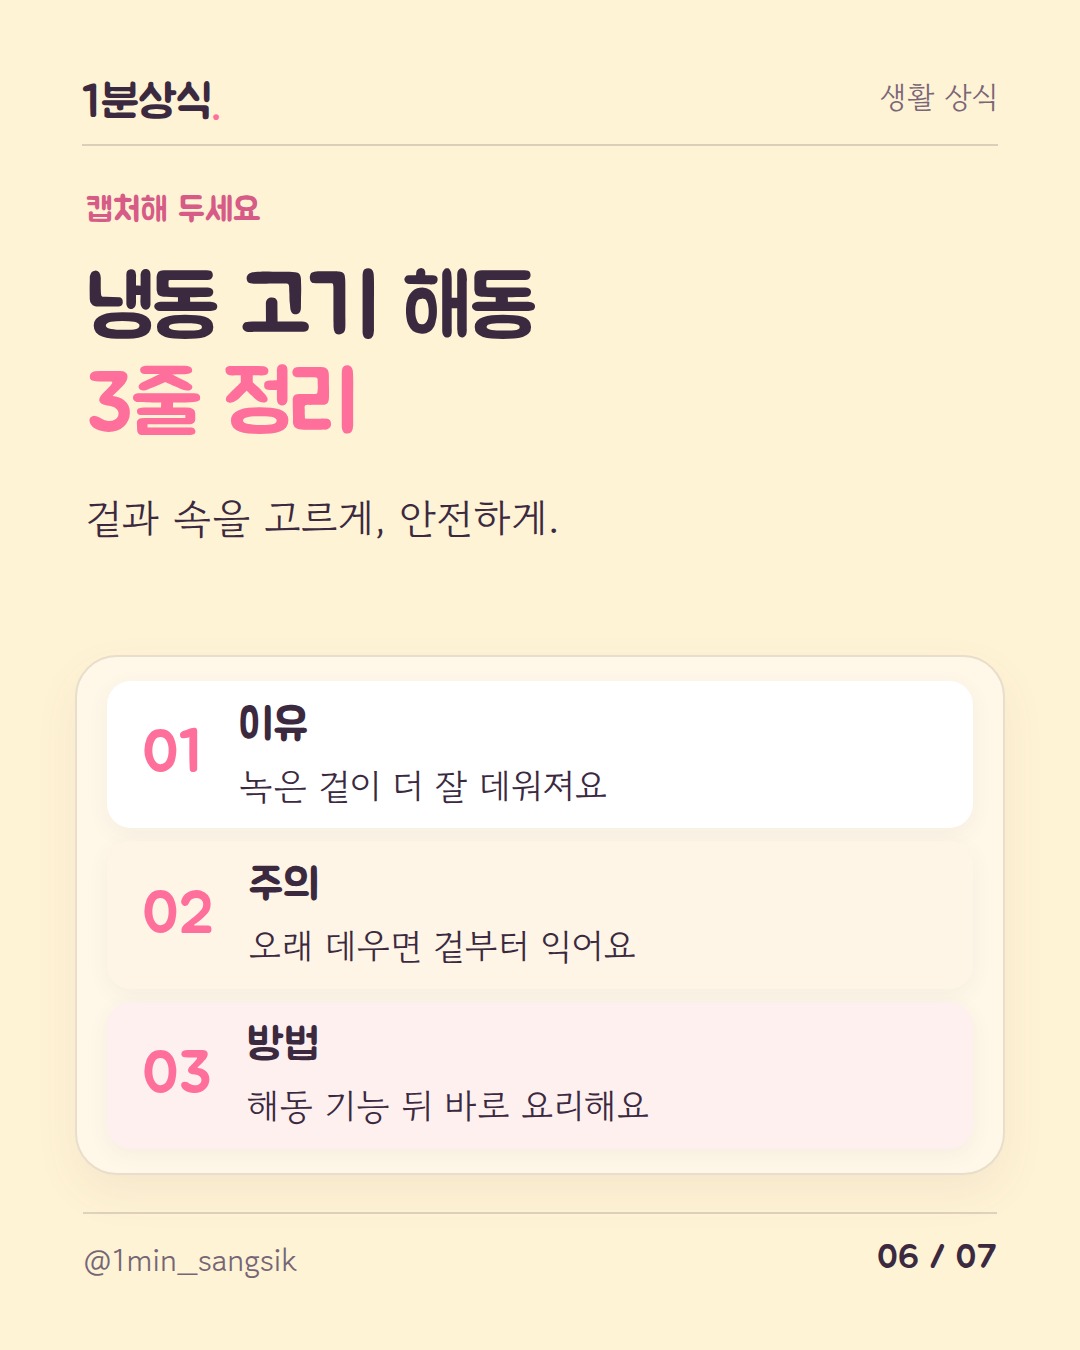 1분상식.
생활 상식
캡처해 두세요
냉동 고기 해동
3줄 정리
겉과 속을 고르게, 안전하게.
01
이유
녹은 겉이 더 잘 데워져요
02
주의
오래 데우면 겉부터 익어요
03
방법
해동 기능 뒤 바로 요리해요
@1min_sangsik
06 / 07